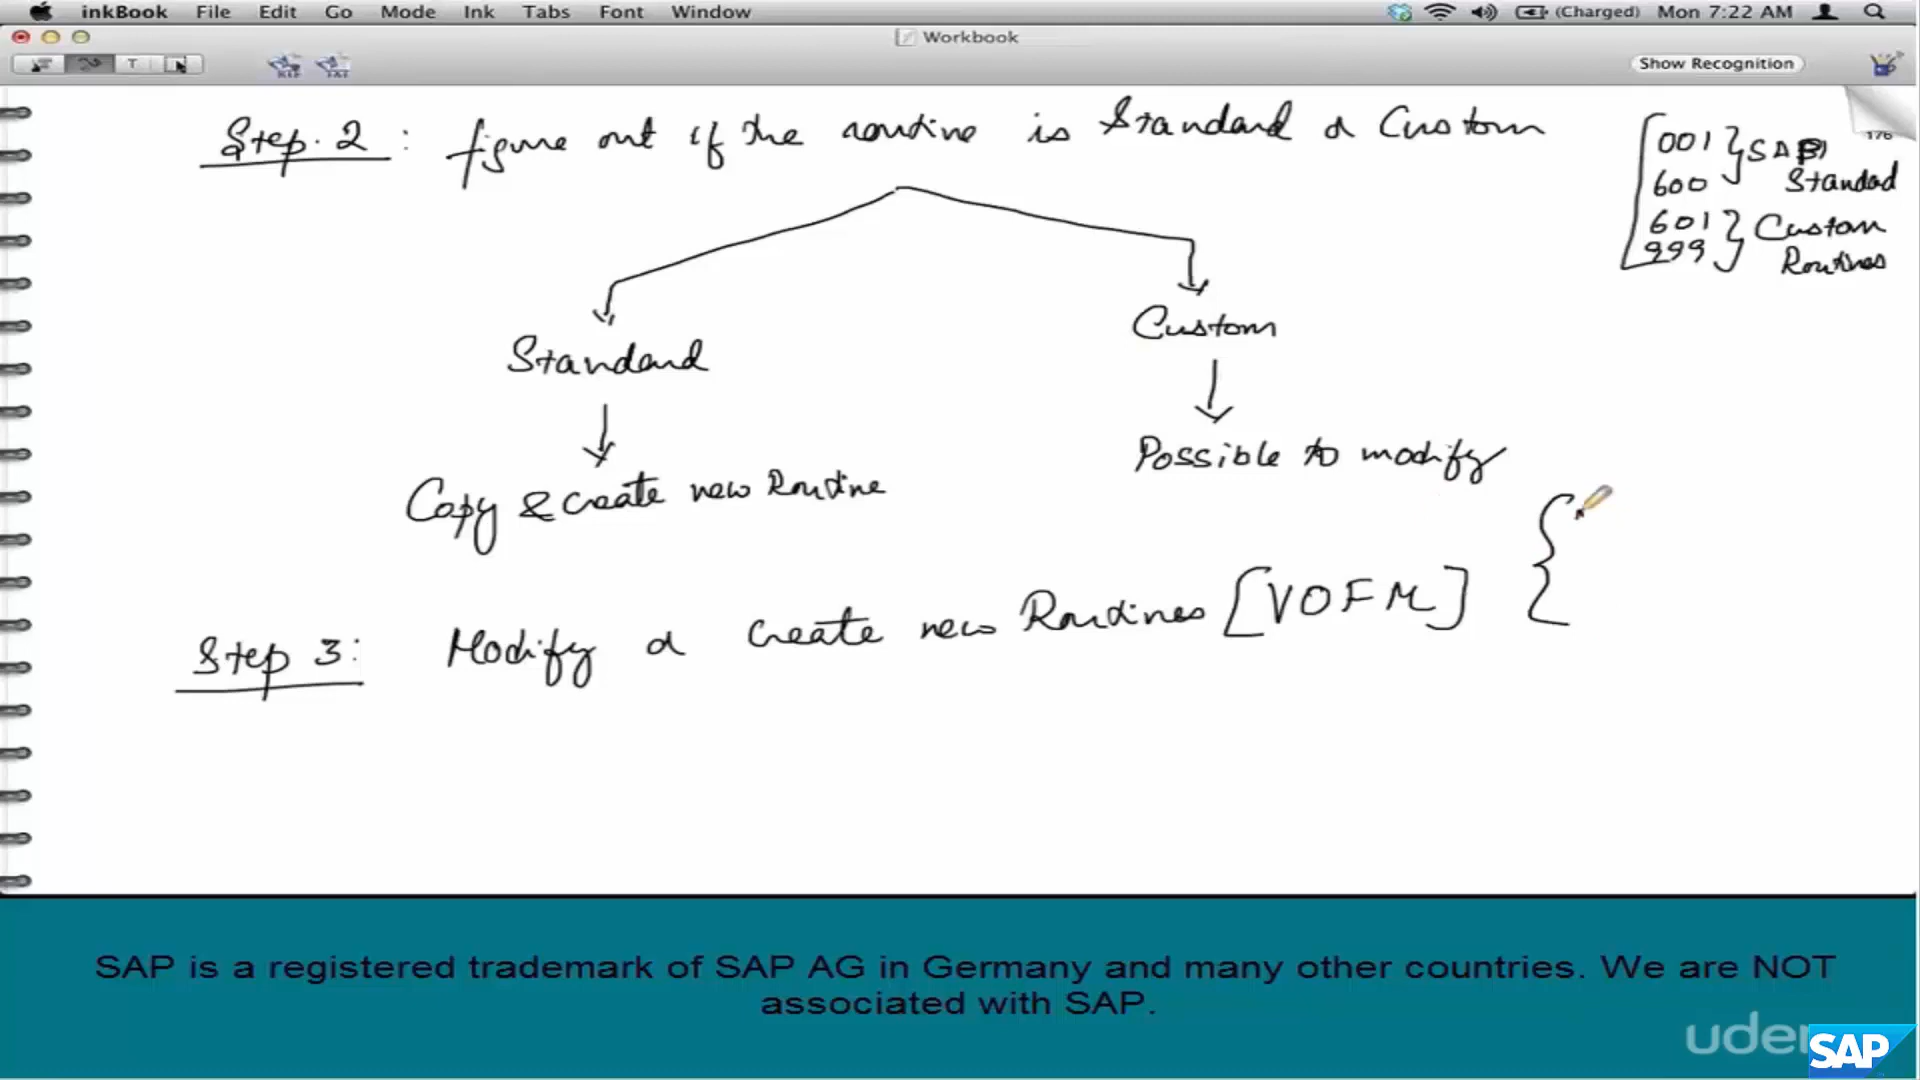 inkBook File Edit Go Mode Ink Tabs Font Window (Charged) Mon 7:22 AM
Workbook
T Show Recognition
176
Step. 2 : figure out if the routine is Standard or Custom
001 } SAP
600 Standad
601 } Custom
999 Routines
Standard
Custom
Copy & create new Routine
Possible to modify
Step 3: Modify or create new Routines [VOFM] {
SAP is a registered trademark of SAP AG in Germany and many other countries. We are NOT
associated with SAP.
SAP